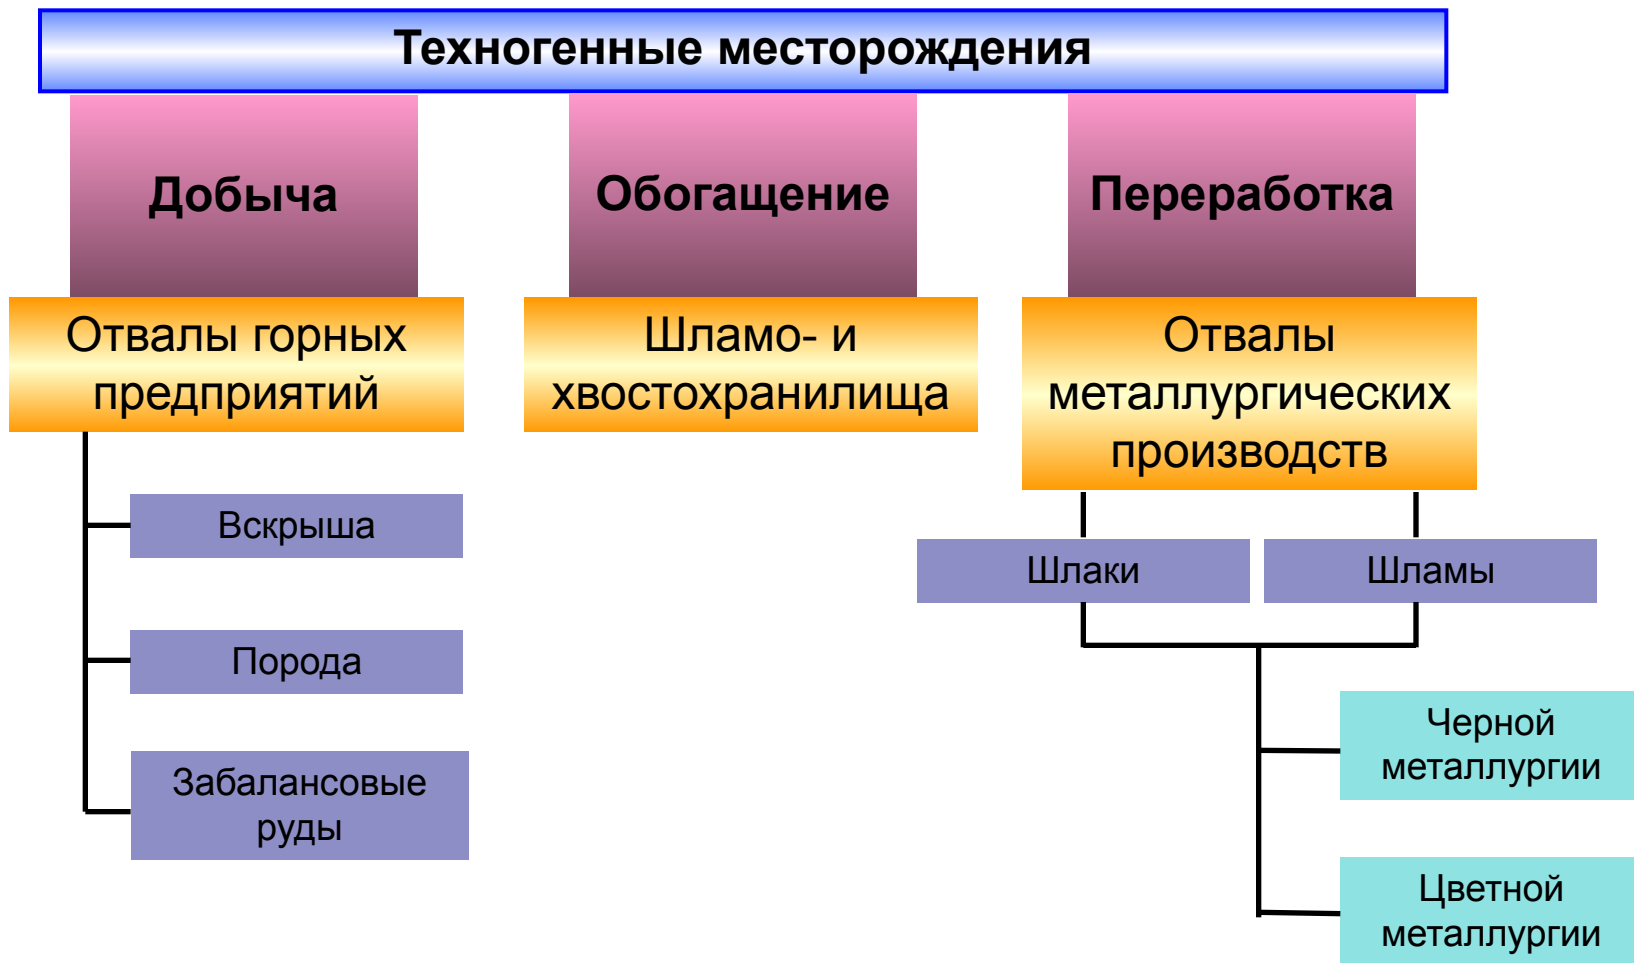 Техногенные месторождения
Добыча
Обогащение
Переработка
Отвалы горных
предприятий
Шламо- и
хвостохранилища
Отвалы
металлургических
производств
Вскрыша
Порода
Забалансовые
руды
Шлаки
Шламы
Черной
металлургии
Цветной
металлургии